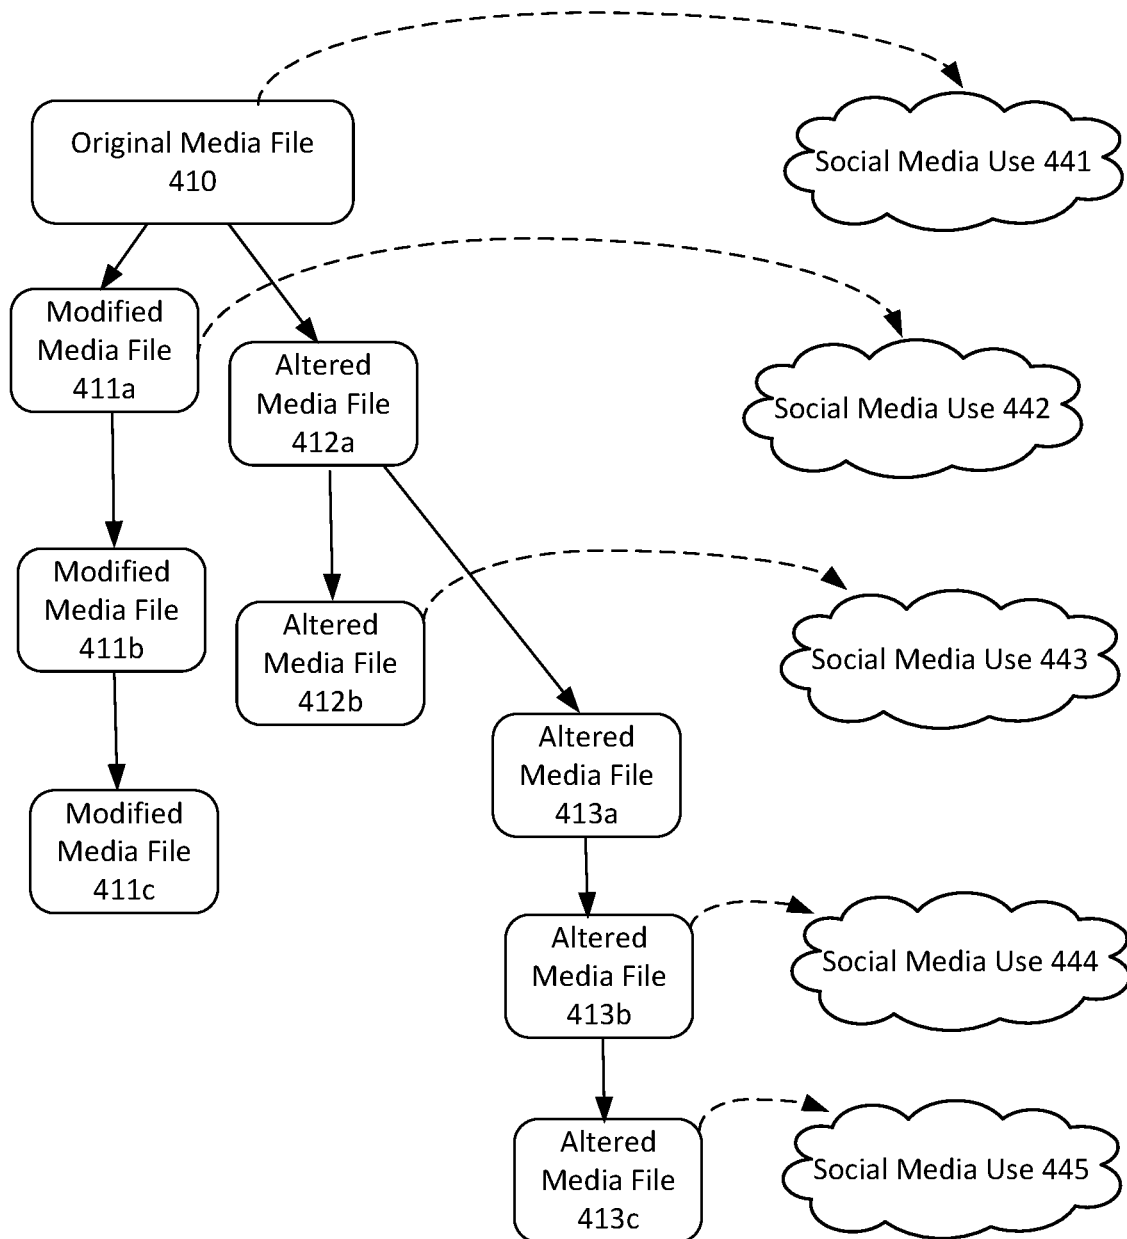 Original Media File
410
Social Media Use 441
Modified
Media File
411a
Altered
Media File
412a
Social Media Use 442
Modified
Media File
411b
Altered
Media File
412b
Social Media Use 443
Altered
Media File
413a
Modified
Media File
411c
Altered
Media File
413b
Social Media Use 444
Altered
Media File
413c
Social Media Use 445